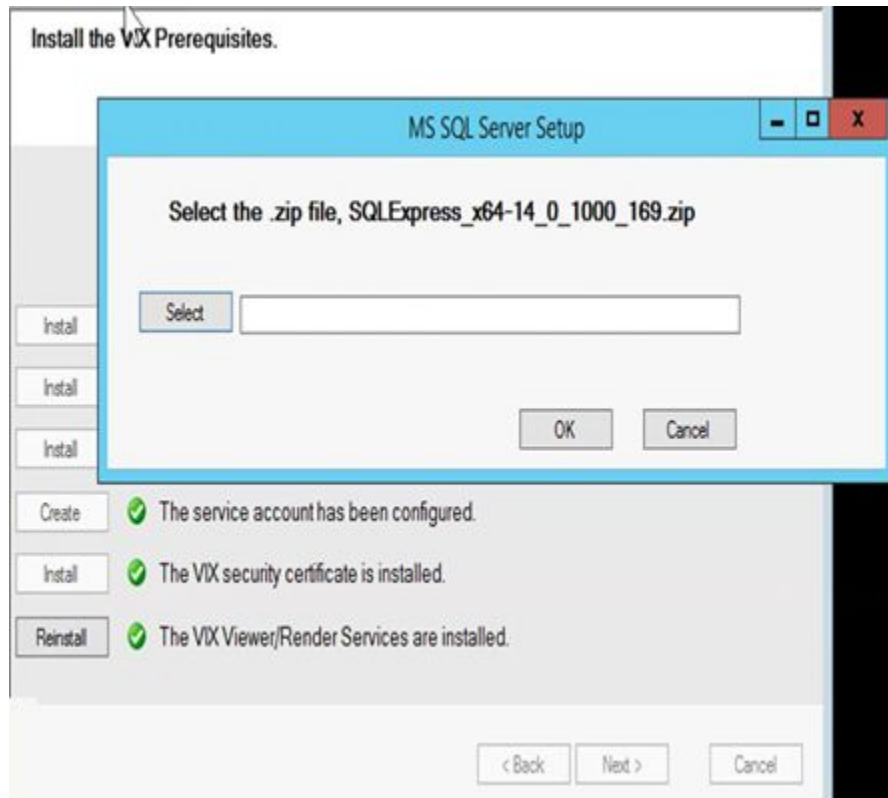 Install the VIX Prerequisites.
MS SQL Server Setup
X
Select the .zip file, SQLExpress_x64-14_0_1000_169.zip
Select
Install
Install
OK
Cancel
Install
Create
The service account has been configured.
Install
The VIX security certificate is installed.
Reinstall
The VIX Viewer/Render Services are installed.
< Back
Next >
Cancel